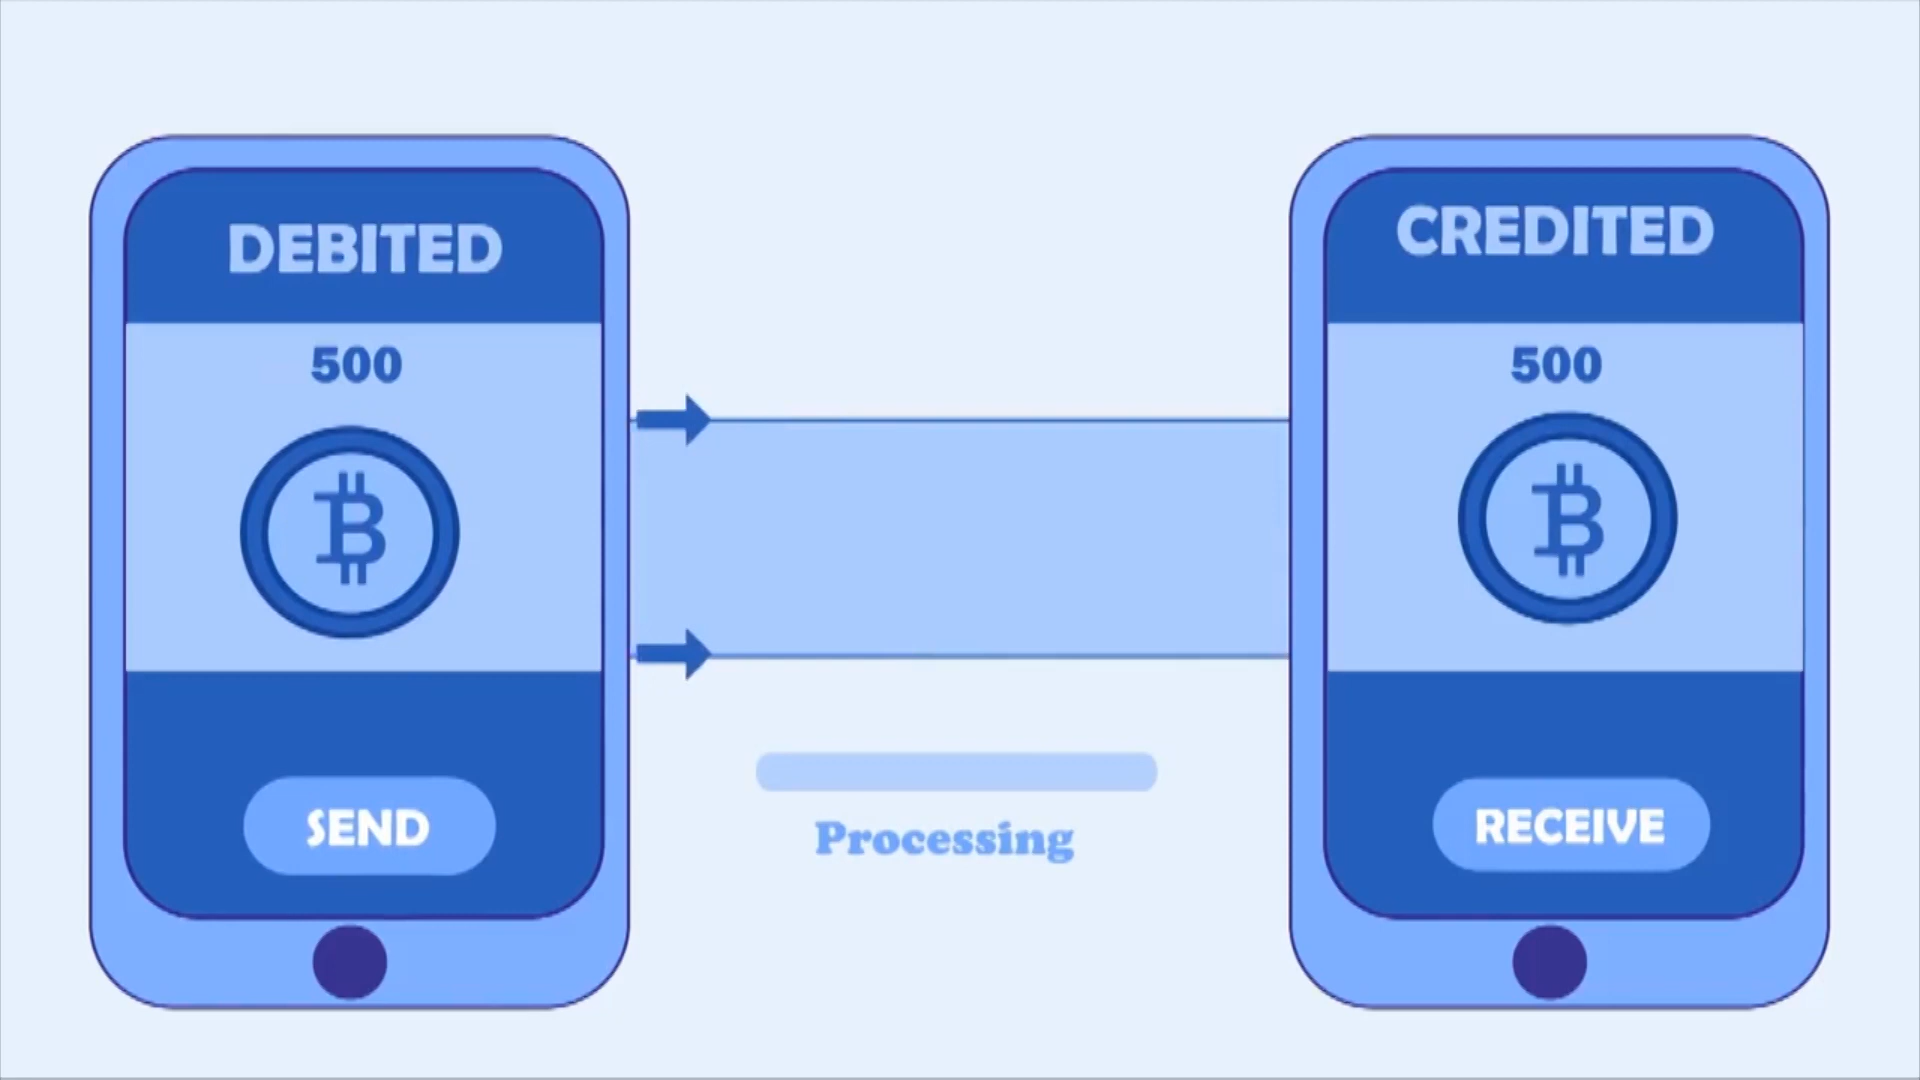 DEBITED
500
SEND
Processing
CREDITED
500
RECEIVE